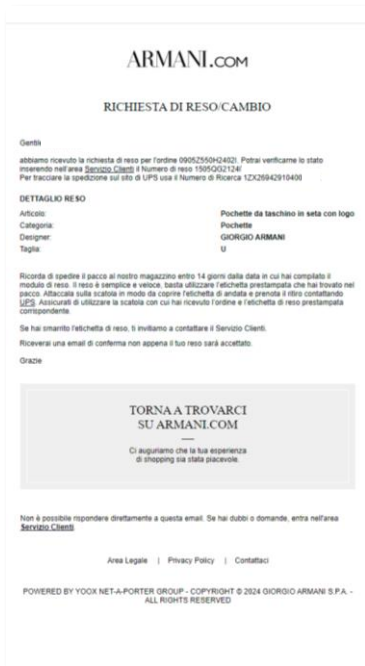 ARMANI.COM
RICHIESTA DI RESO/CAMBIO
Gentili
abbiamo ricevuto la richiesta di reso per l'ordine 0905Z550H2402I. Potrai verificarne lo stato
inserendo nell'area Servizio Clienti il Numero di reso 1505QG2124/
Per tracciare la spedizione sul sito di UPS usa il Numero di Ricerca 1ZX26942910406
DETTAGLIO RESO
Articolo: Pochette da taschino in seta con logo
Categoria: Pochette
Designer: GIORGIO ARMANI
Taglia: U
Ricorda di spedire il pacco al nostro magazzino entro 14 giorni dalla data in cui hai compilato il
modulo di reso. Il reso è semplice e veloce, basta utilizzare l'etichetta prestampata che hai trovato nel
pacco. Attaccala sulla scatola in modo da coprire l'etichetta di andata e prenota il ritiro contattando
UPS. Assicurati di utilizzare la scatola con cui hai ricevuto l'ordine e l'etichetta di reso prestampata
corrispondente.
Se hai smarrito l'etichetta di reso, ti invitiamo a contattare il Servizio Clienti.
Riceverai una email di conferma non appena il tuo reso sarà accettato.
Grazie
TORNA A TROVARCI
SU ARMANI.COM
Ci auguriamo che la tua esperienza
di shopping sia stata piacevole.
Non è possibile rispondere direttamente a questa email. Se hai dubbi o domande, entra nell'area
Servizio Clienti
Area Legale | Privacy Policy | Contattaci
POWERED BY YOOX NET-A-PORTER GROUP - COPYRIGHT © 2024 GIORGIO ARMANI S.P.A. -
ALL RIGHTS RESERVED